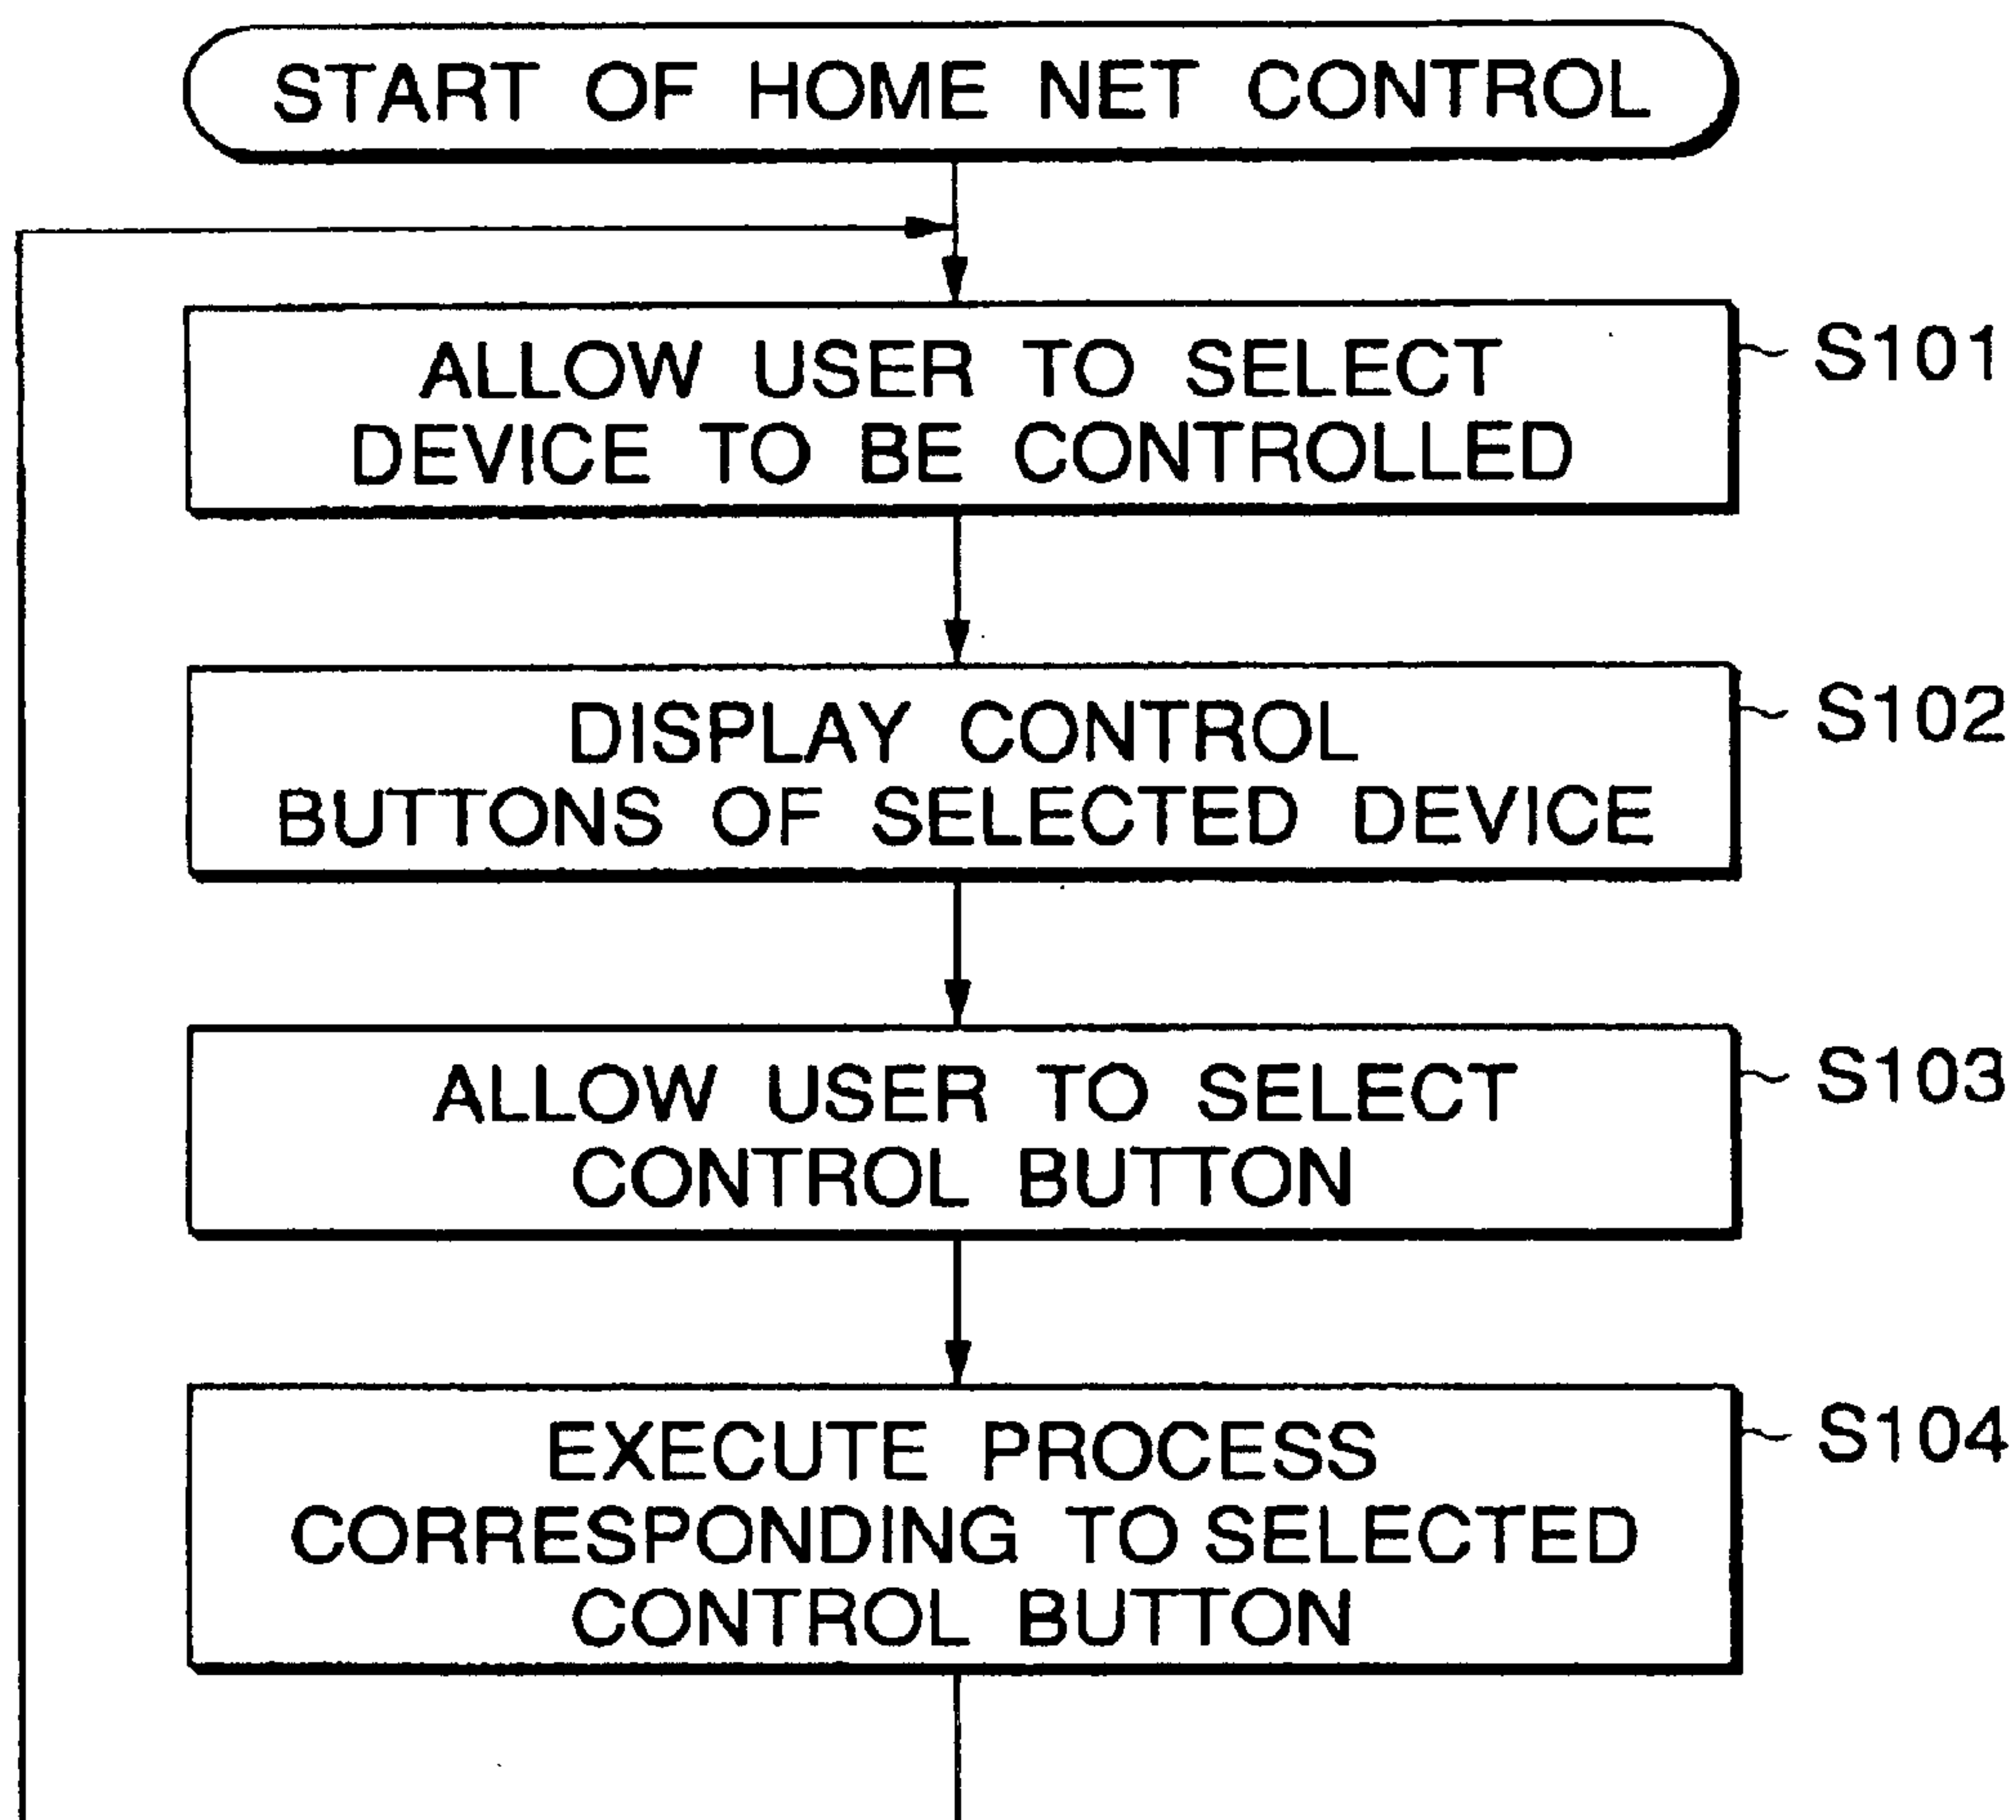 START OF HOME NET CONTROL
ALLOW USER TO SELECT
DEVICE TO BE CONTROLLED
S101
DISPLAY CONTROL
BUTTONS OF SELECTED DEVICE
S102
ALLOW USER TO SELECT
CONTROL BUTTON
S103
EXECUTE PROCESS
CORRESPONDING TO SELECTED
CONTROL BUTTON
S104